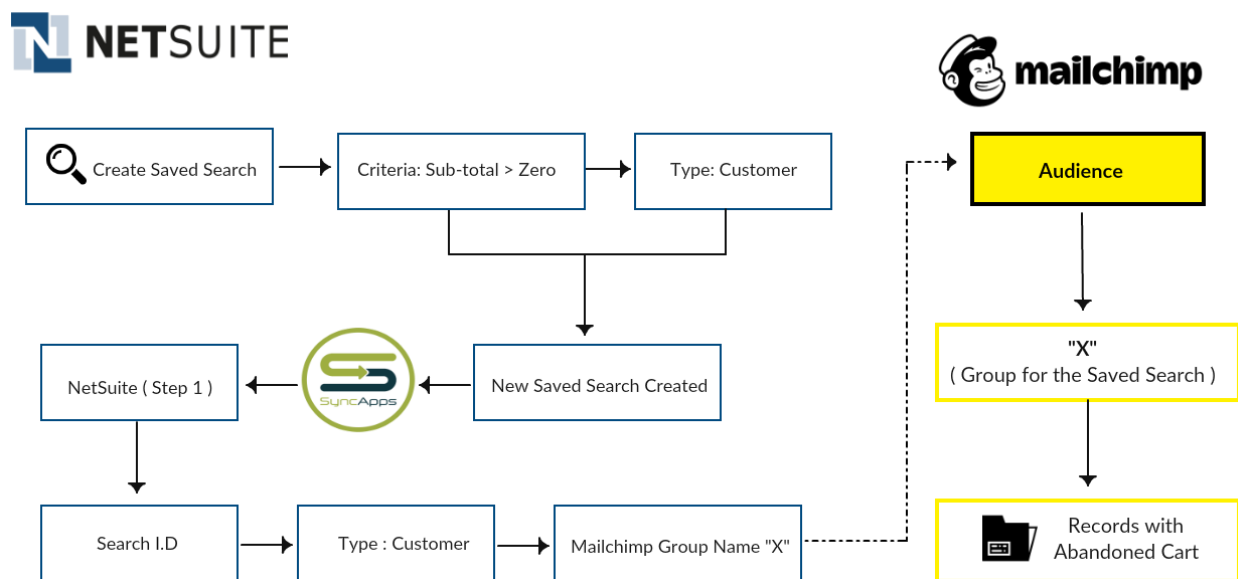 NETSUITE
mailchimp
Create Saved Search
Criteria: Sub-total > Zero
Type: Customer
Audience
"X"
( Group for the Saved Search )
NetSuite ( Step 1 )
SyncApps
New Saved Search Created
Search I.D
Type : Customer
Mailchimp Group Name "X"
Records with
Abandoned Cart